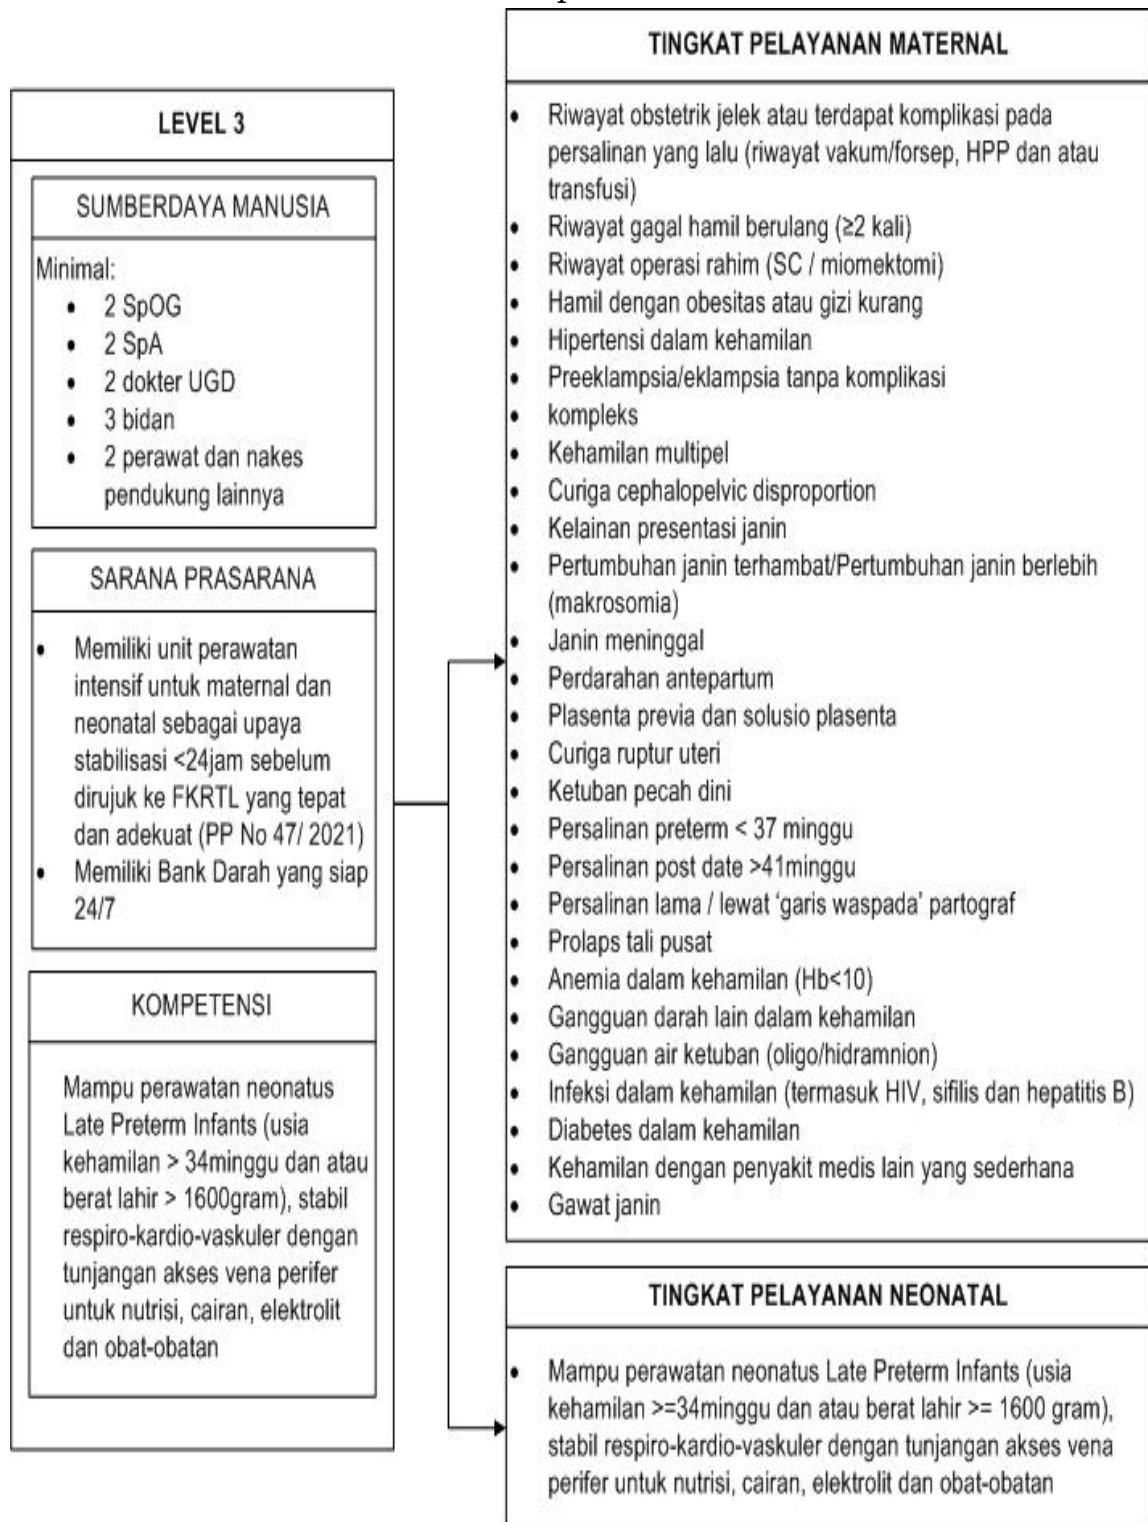 LEVEL 3
SUMBERDAYA MANUSIA
Minimal:
• 2 SpOG
• 2 SpA
• 2 dokter UGD
• 3 bidan
• 2 perawat dan nakes
pendukung lainnya
SARANA PRASARANA
• Memiliki unit perawatan
intensif untuk maternal dan
neonatal sebagai upaya
stabilisasi <24jam sebelum
dirujuk ke FKRTL yang tepat
dan adekuat (PP No 47/ 2021)
• Memiliki Bank Darah yang siap
24/7
KOMPETENSI
Mampu perawatan neonatus
Late Preterm Infants (usia
kehamilan > 34minggu dan atau
berat lahir > 1600gram), stabil
respiro-kardio-vaskuler dengan
tunjangan akses vena perifer
untuk nutrisi, cairan, elektrolit
dan obat-obatan
TINGKAT PELAYANAN MATERNAL
• Riwayat obstetrik jelek atau terdapat komplikasi pada
persalinan yang lalu (riwayat vakum/forsep, HPP dan atau
transfusi)
• Riwayat gagal hamil berulang (≥2 kali)
• Riwayat operasi rahim (SC / miomektomi)
• Hamil dengan obesitas atau gizi kurang
• Hipertensi dalam kehamilan
• Preeklampsia/eklampsia tanpa komplikasi
• kompleks
• Kehamilan multipel
• Curiga cephalopelvic disproportion
• Kelainan presentasi janin
• Pertumbuhan janin terhambat/Pertumbuhan janin berlebih
(makrosomia)
• Janin meninggal
• Perdarahan antepartum
• Plasenta previa dan solusio plasenta
• Curiga ruptur uteri
• Ketuban pecah dini
• Persalinan preterm < 37 minggu
• Persalinan post date >41minggu
• Persalinan lama / lewat ‘garis waspada’ partograf
• Prolaps tali pusat
• Anemia dalam kehamilan (Hb<10)
• Gangguan darah lain dalam kehamilan
• Gangguan air ketuban (oligo/hidramnion)
• Infeksi dalam kehamilan (termasuk HIV, sifilis dan hepatitis B)
• Diabetes dalam kehamilan
• Kehamilan dengan penyakit medis lain yang sederhana
• Gawat janin
TINGKAT PELAYANAN NEONATAL
• Mampu perawatan neonatus Late Preterm Infants (usia
kehamilan >=34minggu dan atau berat lahir >= 1600 gram),
stabil respiro-kardio-vaskuler dengan tunjangan akses vena
perifer untuk nutrisi, cairan, elektrolit dan obat-obatan